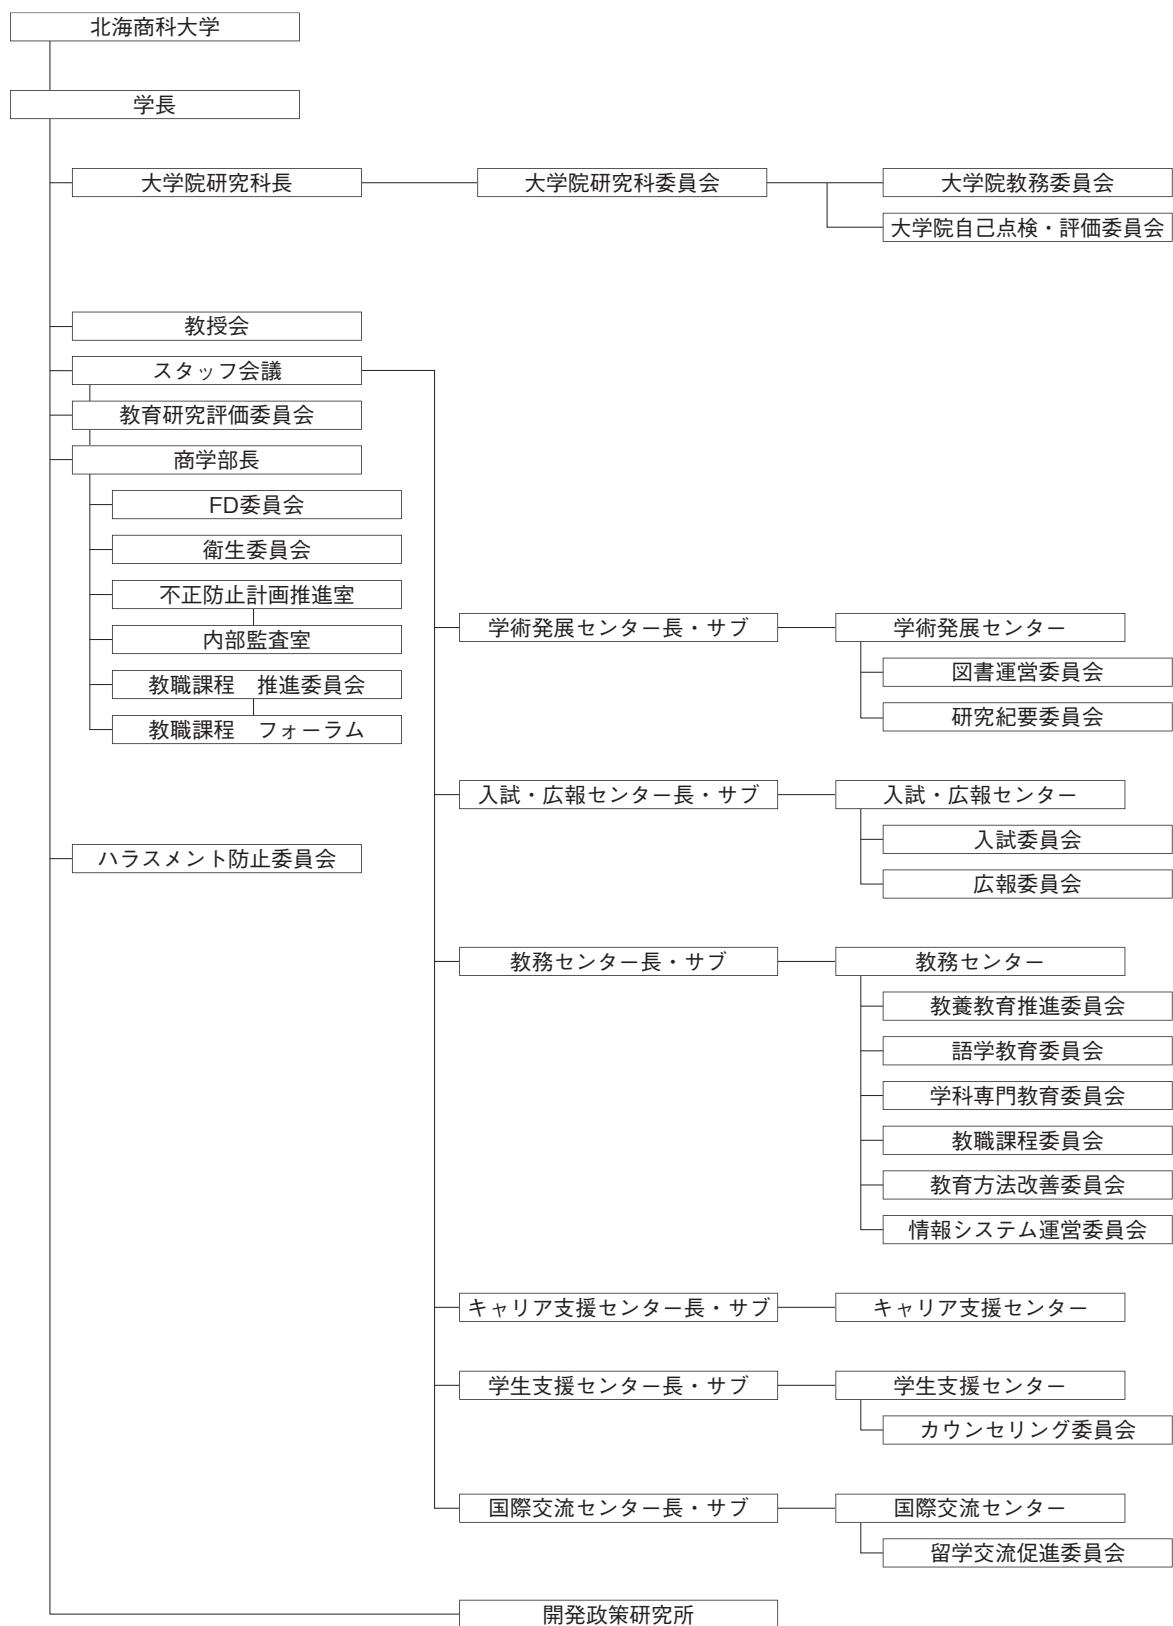 北海商科大学
学長
大学院研究科長
大学院研究科委員会
大学院教務委員会
大学院自己点検・評価委員会
教授会
スタッフ会議
教育研究評価委員会
商学部長
FD委員会
衛生委員会
不正防止計画推進室
内部監査室
教職課程　推進委員会
教職課程　フォーラム
ハラスメント防止委員会
学術発展センター長・サブ
学術発展センター
図書運営委員会
研究紀要委員会
入試・広報センター長・サブ
入試・広報センター
入試委員会
広報委員会
教務センター長・サブ
教務センター
教養教育推進委員会
語学教育委員会
学科専門教育委員会
教職課程委員会
教育方法改善委員会
情報システム運営委員会
キャリア支援センター長・サブ
キャリア支援センター
学生支援センター長・サブ
学生支援センター
カウンセリング委員会
国際交流センター長・サブ
国際交流センター
留学交流促進委員会
開発政策研究所